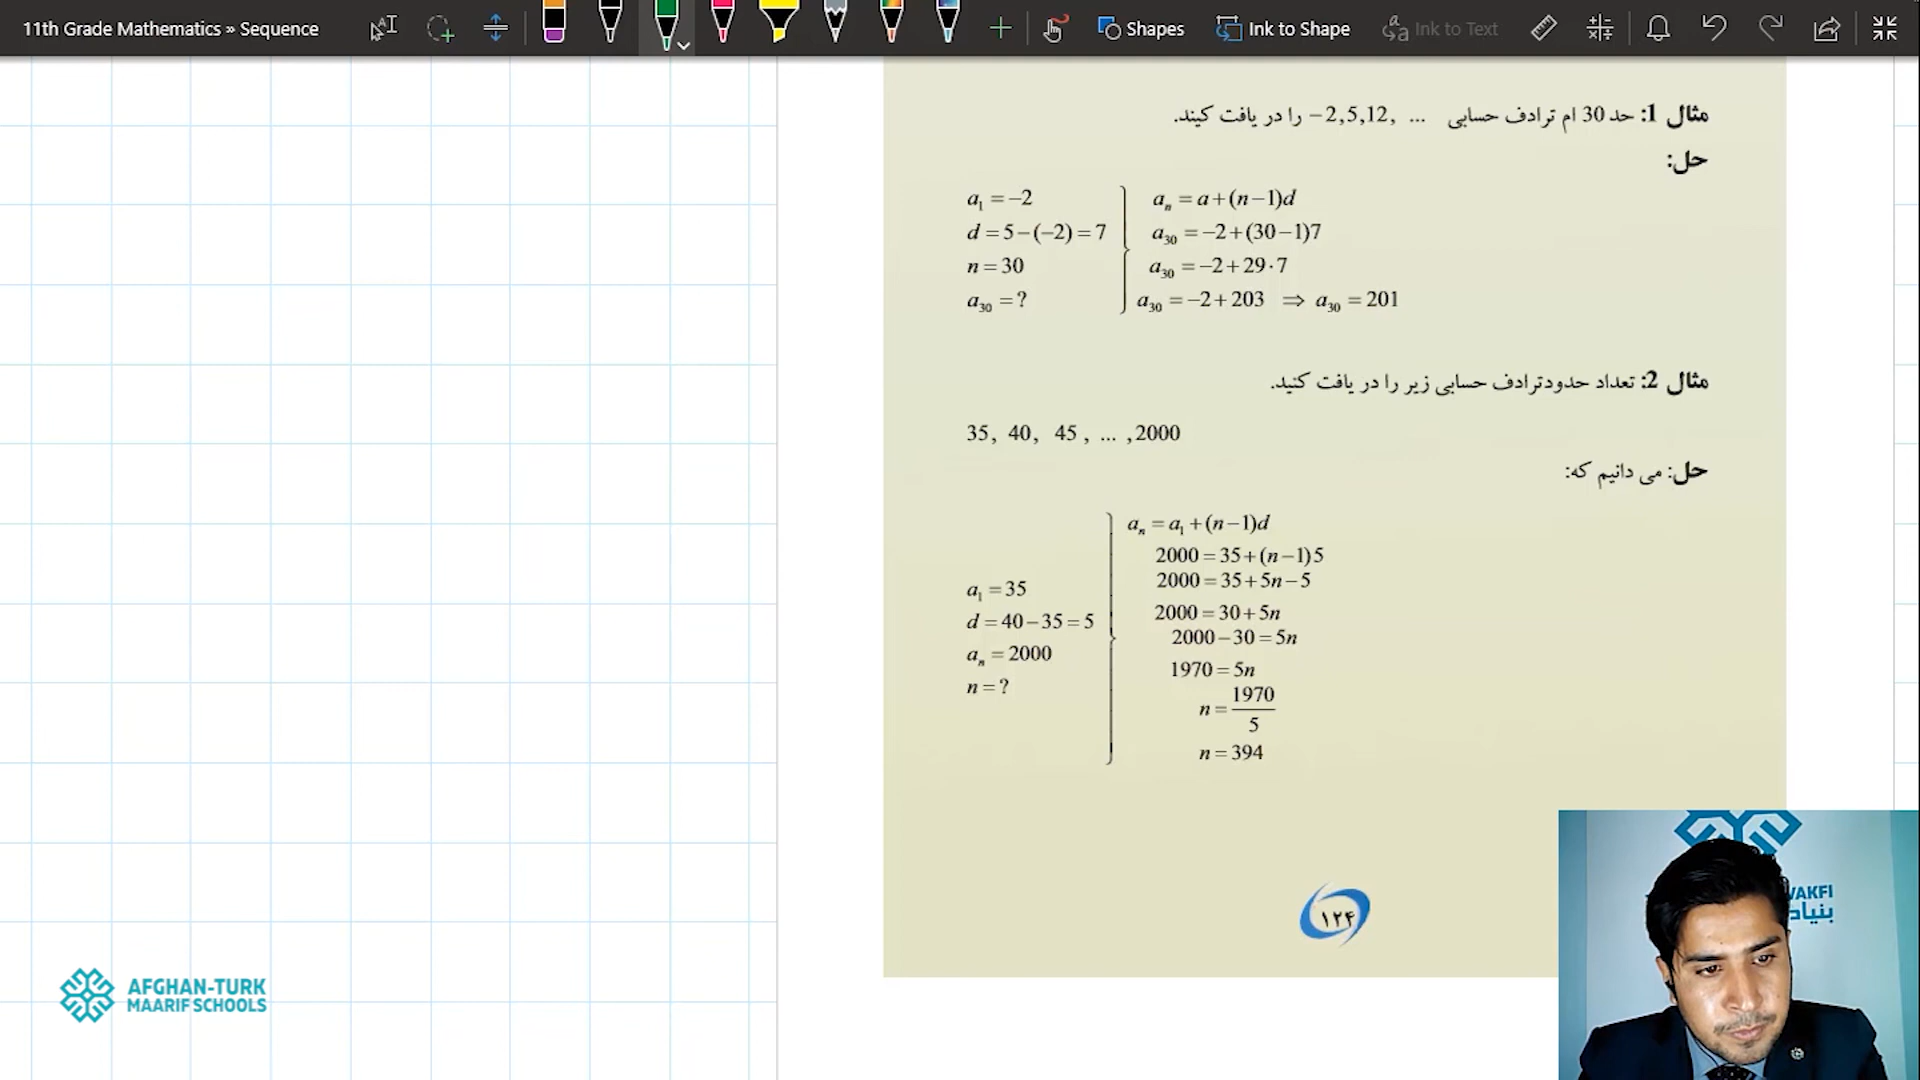 11th Grade Mathematics » Sequence
Shapes
Ink to Shape
Ink to Text
مثال 1: حد 30 ام ترادف حسابی −2,5,12, ... را در یافت کیند.
حل:
a₁ = −2
d = 5 − (−2) = 7
n = 30
a₃₀ = ?
aₙ = a + (n−1)d
a₃₀ = −2 + (30−1)7
a₃₀ = −2 + 29·7
a₃₀ = −2 + 203 ⇒ a₃₀ = 201
مثال 2: تعداد حدودترادف حسابی زیر را در یافت کنید.
35, 40, 45 , ... ,2000
حل: می دانیم که:
a₁ = 35
d = 40 − 35 = 5
aₙ = 2000
n = ?
aₙ = a₁ + (n−1)d
2000 = 35 + (n−1)5
2000 = 35 + 5n − 5
2000 = 30 + 5n
2000 − 30 = 5n
1970 = 5n
n = 1970/5
n = 394
۱۲۴
AFGHAN-TURK
MAARIF SCHOOLS
VAKFI